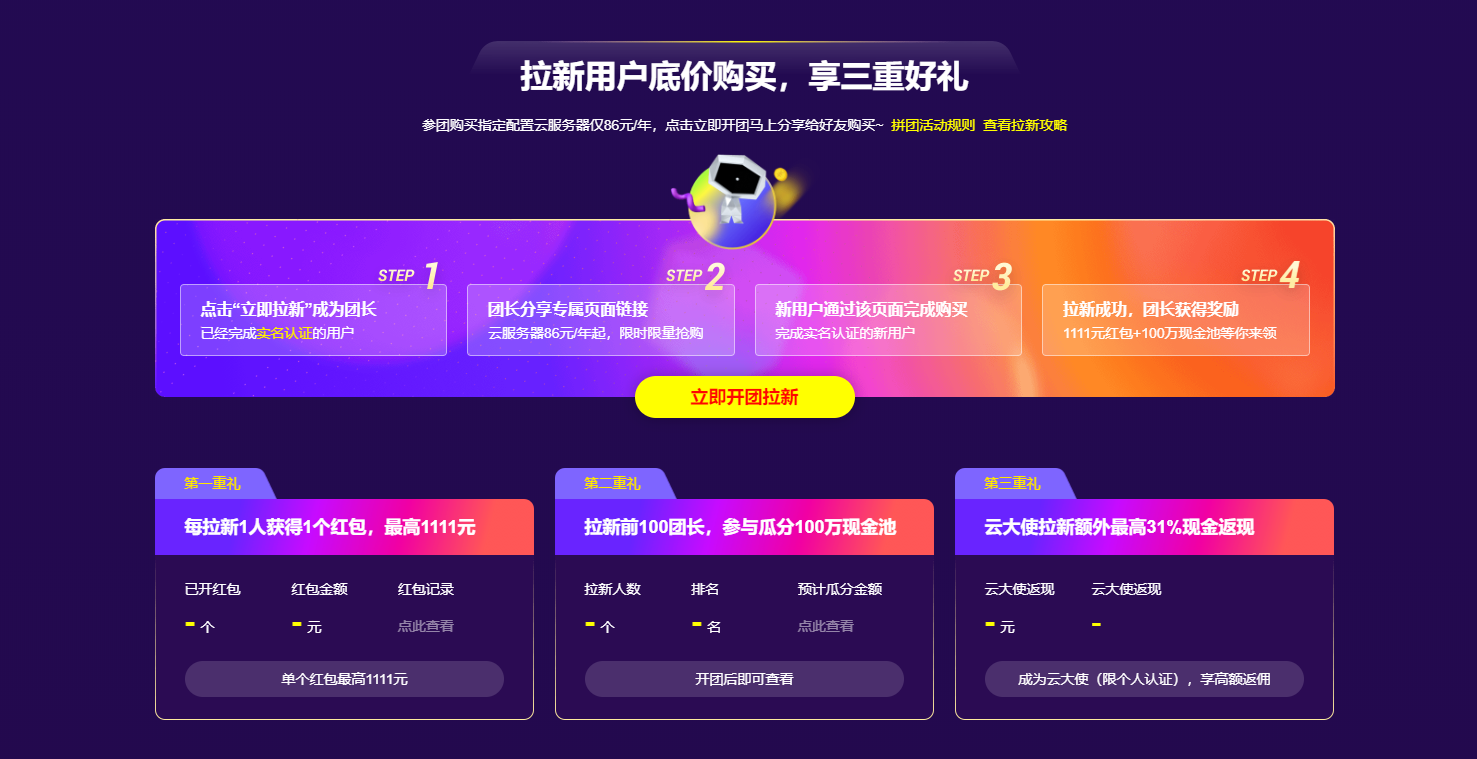 拉新用户底价购买，享三重好礼
参团购买指定配置云服务器仅86元/年，点击立即开团马上分享给好友购买~ 拼团活动规则 查看拉新攻略
STEP 1
点击“立即拉新”成为团长
已经完成实名认证的用户
STEP 2
团长分享专属页面链接
云服务器86元/年起，限时限量抢购
STEP 3
新用户通过该页面完成购买
完成实名认证的新用户
STEP 4
拉新成功，团长获得奖励
1111元红包+100万现金池等你来领
立即开团拉新
第一重礼
每拉新1人获得1个红包，最高1111元
已开红包 红包金额 红包记录
- 个 - 元 点此查看
单个红包最高1111元
第二重礼
拉新前100团长，参与瓜分100万现金池
拉新人数 排名 预计瓜分金额
- 个 - 名 点此查看
开团后即可查看
第三重礼
云大使拉新额外最高31%现金返现
云大使返现 云大使返现
- 元 -
成为云大使（限个人认证），享高额返佣